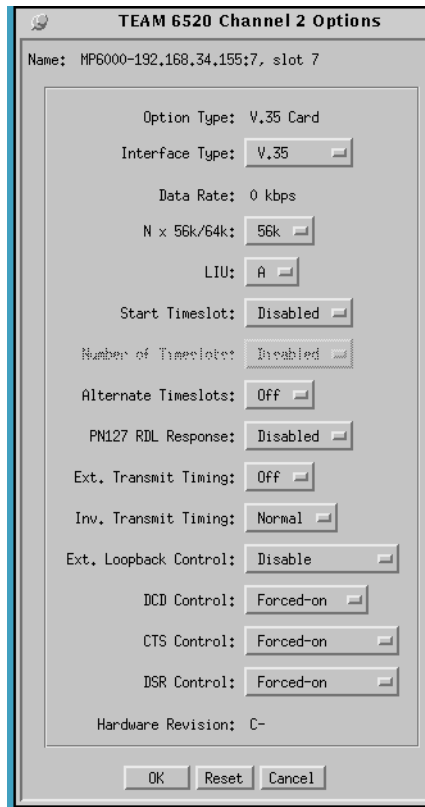 TEAM 6520 Channel 2 Options
Name: MP6000-192.168.34.155:7, slot 7
Option Type: V.35 Card
Interface Type: V.35
Data Rate: 0 kbps
N x 56k/64k: 56k
LIU: A
Start Timeslot: Disabled
Number of Timeslots: Disabled
Alternate Timeslots: Off
PN127 RDL Response: Disabled
Ext. Transmit Timing: Off
Inv. Transmit Timing: Normal
Ext. Loopback Control: Disable
DCD Control: Forced-on
CTS Control: Forced-on
DSR Control: Forced-on
Hardware Revision: C-
OK Reset Cancel